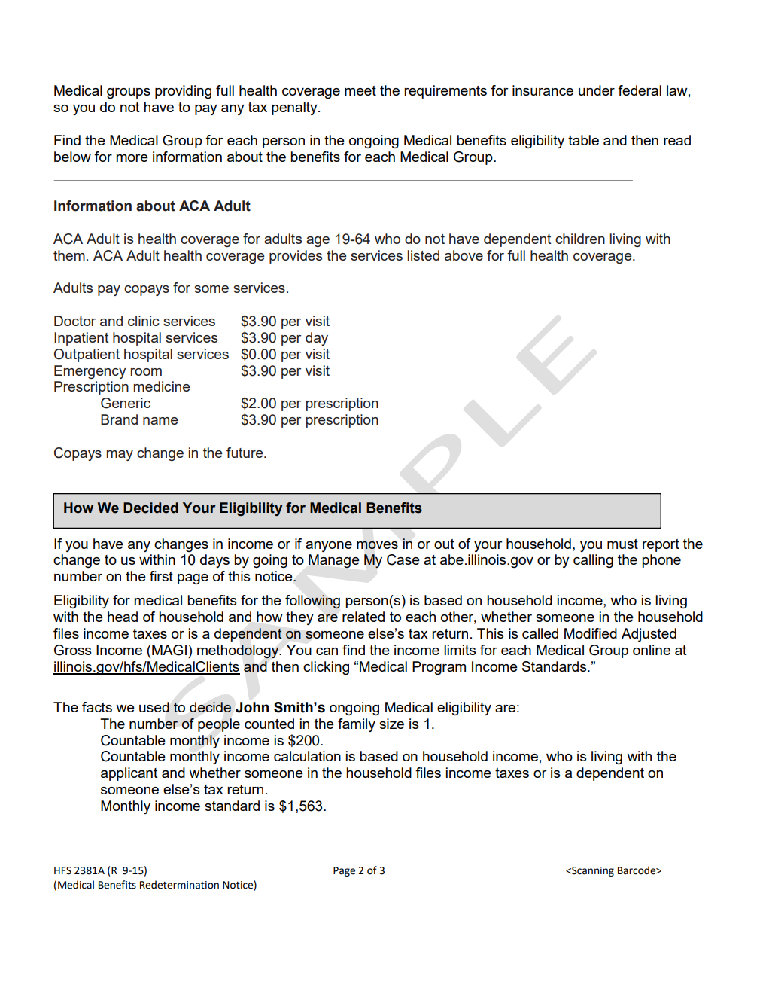 Medical groups providing full health coverage meet the requirements for insurance under federal law,
so you do not have to pay any tax penalty.
Find the Medical Group for each person in the ongoing Medical benefits eligibility table and then read
below for more information about the benefits for each Medical Group.
Information about ACA Adult
ACA Adult is health coverage for adults age 19-64 who do not have dependent children living with
them. ACA Adult health coverage provides the services listed above for full health coverage.
Adults pay copays for some services.
Doctor and clinic services $3.90 per visit
Inpatient hospital services $3.90 per day
Outpatient hospital services $0.00 per visit
Emergency room $3.90 per visit
Prescription medicine
Generic $2.00 per prescription
Brand name $3.90 per prescription
Copays may change in the future.
How We Decided Your Eligibility for Medical Benefits
If you have any changes in income or if anyone moves in or out of your household, you must report the
change to us within 10 days by going to Manage My Case at abe.illinois.gov or by calling the phone
number on the first page of this notice.
Eligibility for medical benefits for the following person(s) is based on household income, who is living
with the head of household and how they are related to each other, whether someone in the household
files income taxes or is a dependent on someone else’s tax return. This is called Modified Adjusted
Gross Income (MAGI) methodology. You can find the income limits for each Medical Group online at
illinois.gov/hfs/MedicalClients and then clicking “Medical Program Income Standards.”
The facts we used to decide John Smith’s ongoing Medical eligibility are:
The number of people counted in the family size is 1.
Countable monthly income is $200.
Countable monthly income calculation is based on household income, who is living with the
applicant and whether someone in the household files income taxes or is a dependent on
someone else’s tax return.
Monthly income standard is $1,563.
HFS 2381A (R 9-15) Page 2 of 3 <Scanning Barcode>
(Medical Benefits Redetermination Notice)
SAMPLE